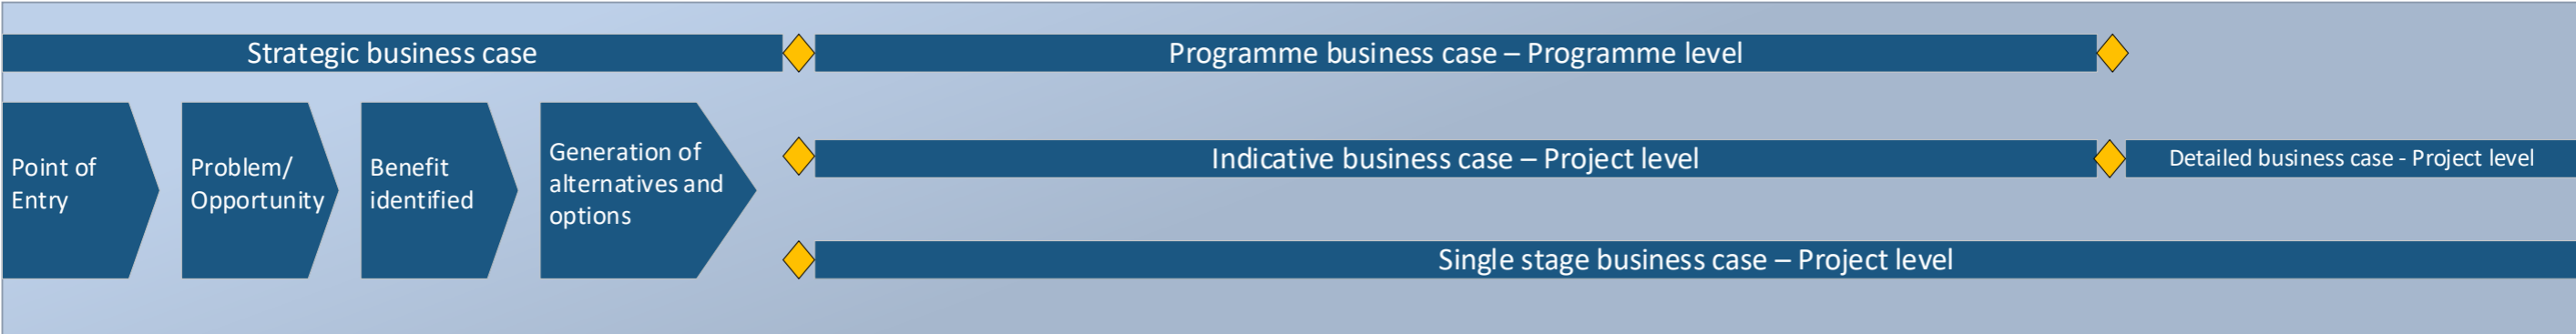 Strategic business case
Programme business case – Programme level
Point of
Entry
Problem/
Opportunity
Benefit
identified
Generation of
alternatives and
options
Indicative business case – Project level
Detailed business case - Project level
Single stage business case – Project level